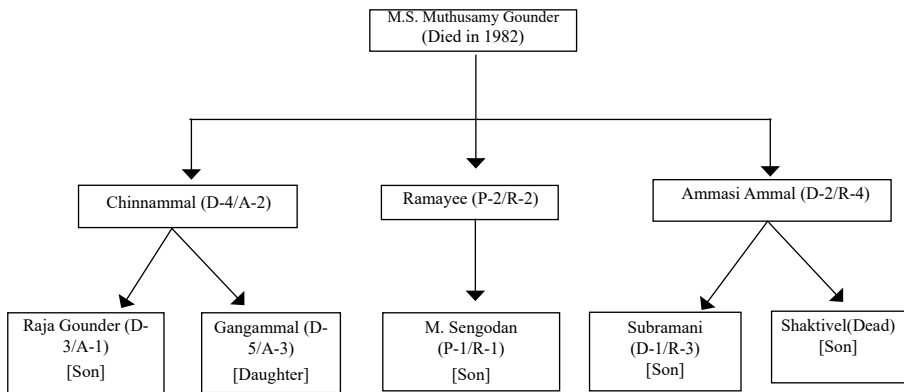 M.S. Muthusamy Gounder
(Died in 1982)
Chinnammal (D-4/A-2)
Ramayee (P-2/R-2)
Ammasi Ammal (D-2/R-4)
Raja Gounder (D-
3/A-1)
[Son]
Gangammal (D-
5/A-3)
[Daughter]
M. Sengodan
(P-1/R-1)
[Son]
Subramani
(D-1/R-3)
[Son]
Shaktivel(Dead)
[Son]